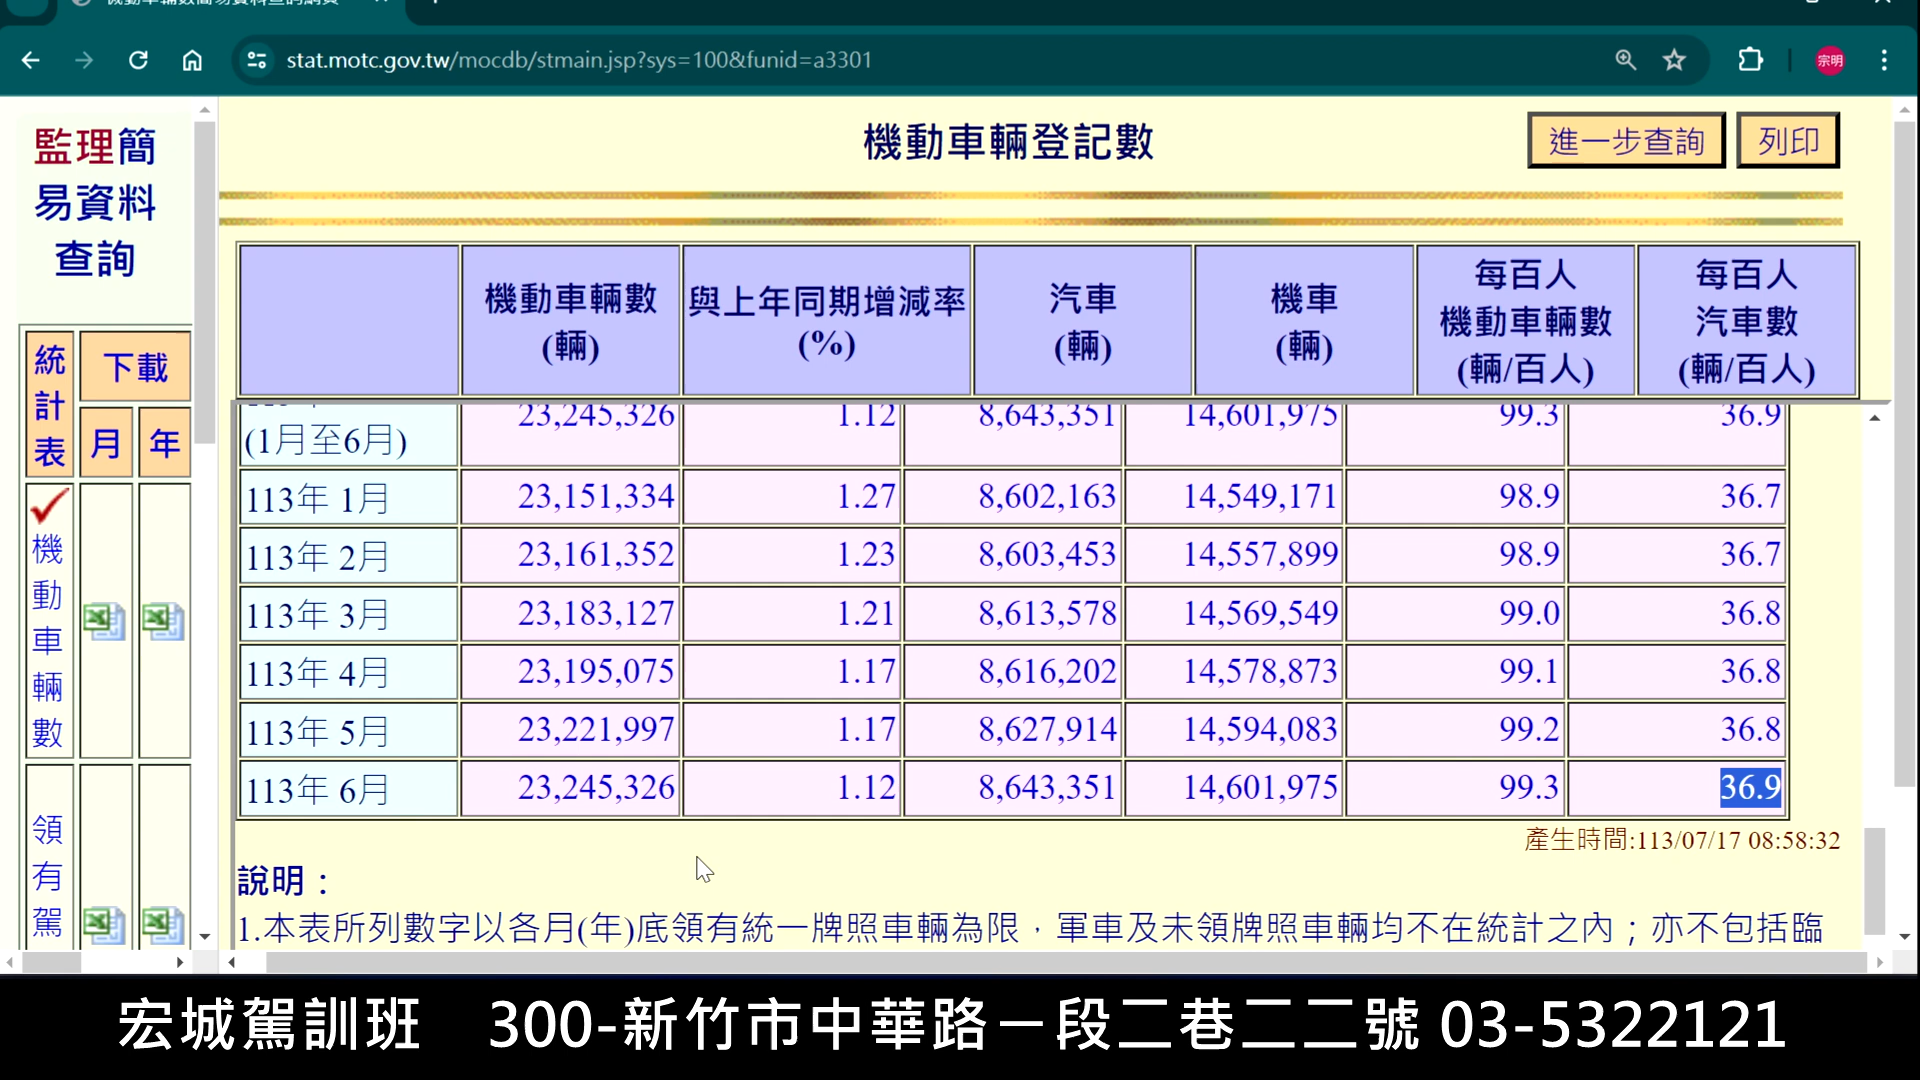 stat.motc.gov.tw/mocdb/stmain.jsp?sys=100&funid=a3301
宗明
監理簡
易資料
查詢
統計表
下載
月
年
機動車輛數
領有駕
機動車輛登記數
進一步查詢
列印
機動車輛數
(輛)
與上年同期增減率
(%)
汽車
(輛)
機車
(輛)
每百人
機動車輛數
(輛/百人)
每百人
汽車數
(輛/百人)
(1月至6月) 23,245,326 1.12 8,643,351 14,601,975 99.3 36.9
113年 1月 23,151,334 1.27 8,602,163 14,549,171 98.9 36.7
113年 2月 23,161,352 1.23 8,603,453 14,557,899 98.9 36.7
113年 3月 23,183,127 1.21 8,613,578 14,569,549 99.0 36.8
113年 4月 23,195,075 1.17 8,616,202 14,578,873 99.1 36.8
113年 5月 23,221,997 1.17 8,627,914 14,594,083 99.2 36.8
113年 6月 23,245,326 1.12 8,643,351 14,601,975 99.3 36.9
產生時間:113/07/17 08:58:32
說明：
1.本表所列數字以各月(年)底領有統一牌照車輛為限，軍車及未領牌照車輛均不在統計之內；亦不包括臨
宏城駕訓班 300-新竹市中華路一段二巷二二號 03-5322121